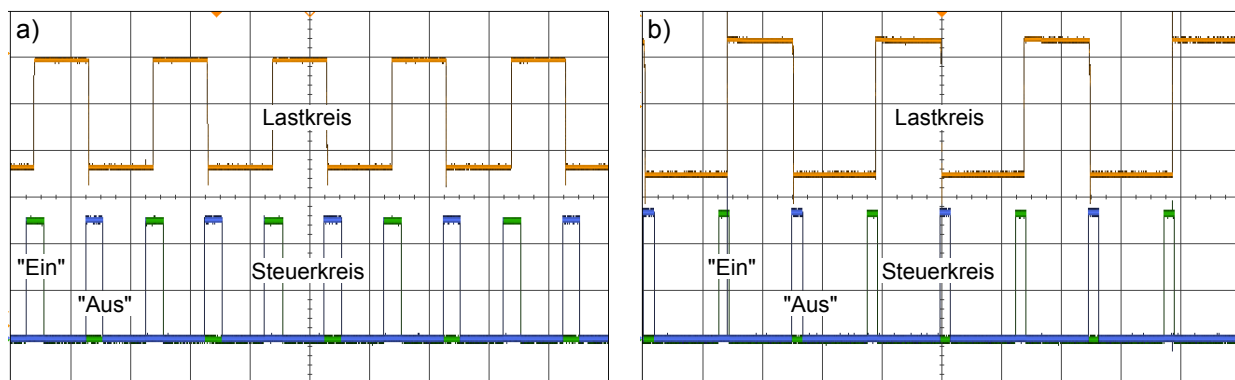 a)
Lastkreis
"Ein"
Steuerkreis
"Aus"
b)
Lastkreis
"Ein"
Steuerkreis
"Aus"